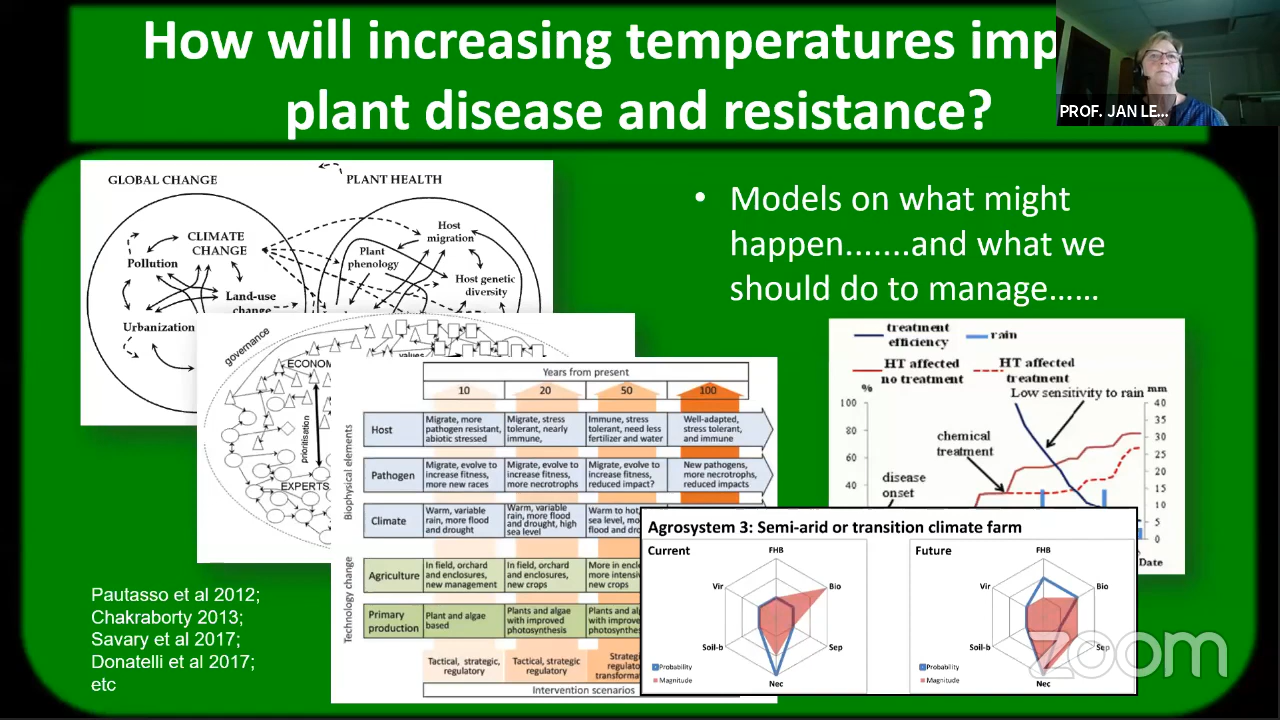 How will increasing temperatures imp
plant disease and resistance?
PROF. JAN LE...
GLOBAL CHANGE
PLANT HEALTH
CLIMATE
CHANGE
Pollution
Land-use
change
Urbanization
Host
migration
Plant
phenology
Host genetic
diversity
• Models on what might
happen.......and what we
should do to manage......
governance
values
ECONOM
prioritisation
EXPERTS
Years from present
10 20 50 100
Biophysical elements
Host
Migrate, more
pathogen resistant,
abiotic stressed
Migrate, stress
tolerant, nearly
immune,
Immune, stress
tolerant, need less
fertilizer and water
Well-adapted,
stress tolerant,
and immune
Pathogen
Migrate, evolve to
increase fitness,
more new races
Migrate, evolve to
increase fitness,
more necrotrophs
Migrate, evolve to
increase fitness,
reduced impact?
New pathogens,
more necrotrophs,
reduced impacts
Climate
Warm, variable
rain, more flood
and drought
Warm, variable
rain, more flood
and drought, high
sea level
Warm to hot,
sea level, mo
flood and dro
Technology change
Agriculture
In field, orchard
and enclosures,
new management
In field, orchard
and enclosures,
new crops
More in enclo
more intensiv
new crops
Primary
production
Plant and algae
based
Plants and algae
with improved
photosynthesis
Plants and alg
with improve
photosynthes
Tactical, strategic,
regulatory
Tactical, strategic
regulatory
Strategi
regulato
transforma
Intervention scenarios
treatment
efficiency
rain
HT affected
no treatment
HT affected
treatment
Low sensitivity to rain
% mm
100
80
60
40
40
35
30
25
20
15
10
5
0
chemical
treatment
disease
onset
Date
Agrosystem 3: Semi-arid or transition climate farm
Current
FHB
Bio
Sep
Nec
Soil-b
Vir
Probability
Magnitude
Future
FHB
Bio
Sep
Nec
Soil-b
Vir
Probability
Magnitude
Pautasso et al 2012;
Chakraborty 2013;
Savary et al 2017;
Donatelli et al 2017;
etc
zoom